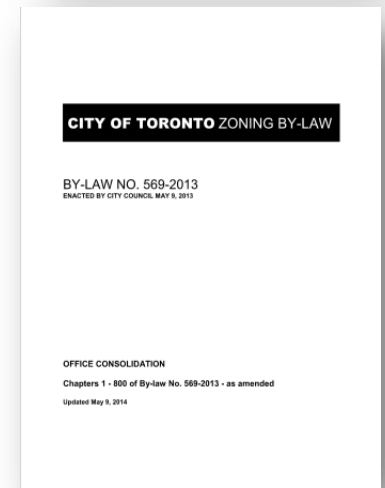 CITY OF TORONTO ZONING BY-LAW
BY-LAW NO. 569-2013
ENACTED BY CITY COUNCIL MAY 9, 2013
OFFICE CONSOLIDATION
Chapters 1 - 800 of By-law No. 569-2013 - as amended
Updated May 9, 2014